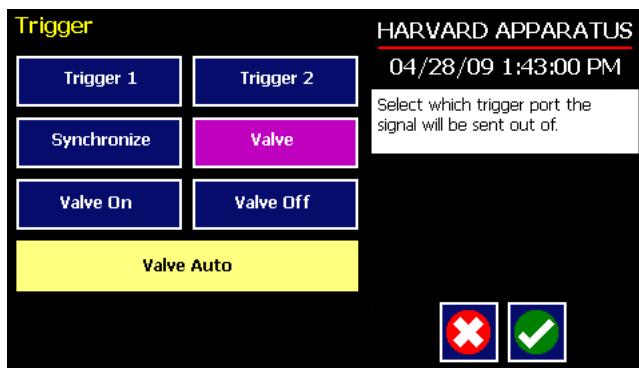 Trigger
HARVARD APPARATUS
04/28/09 1:43:00 PM
Select which trigger port the
signal will be sent out of.
Trigger 1
Trigger 2
Synchronize
Valve
Valve On
Valve Off
Valve Auto